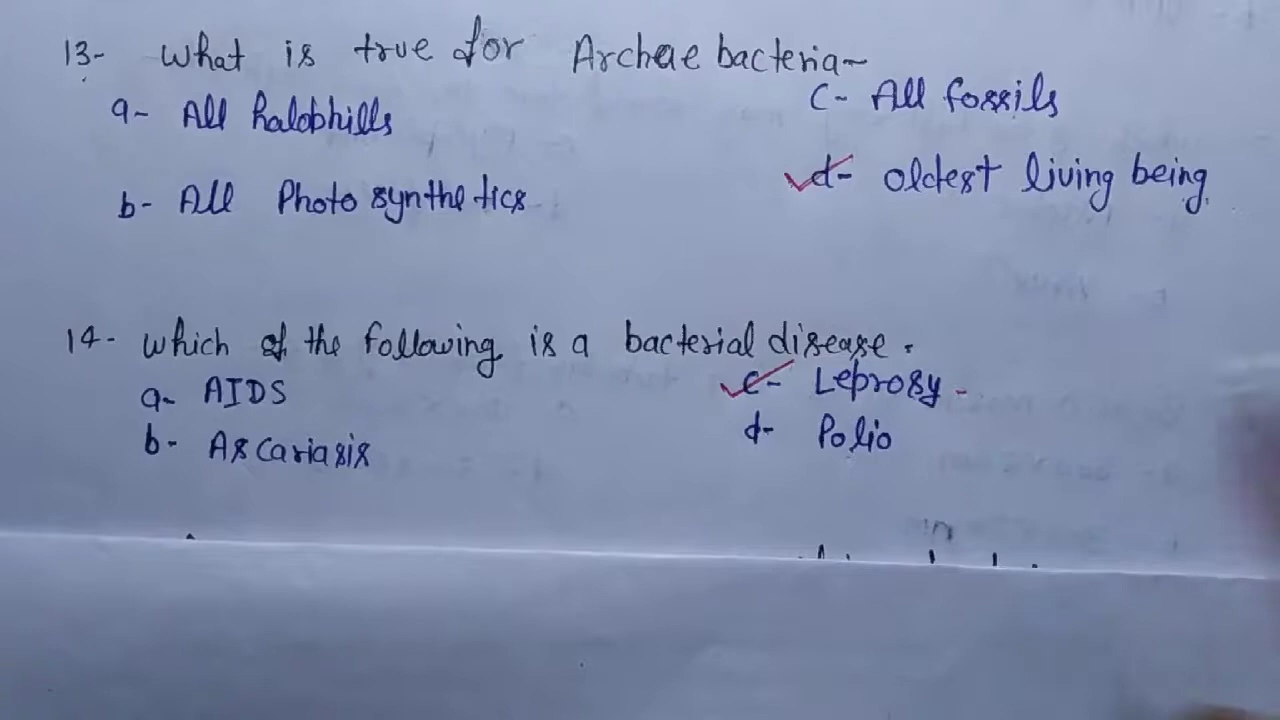 13- What is true for Archae bacteria-
a- All halobhills
c- All fossils
b- All Photo synthetics
d- oldest living being
14- which of the following is a bacterial disease.
a- AIDS
c- Leprosy -
b- Ascariasis
d- Polio